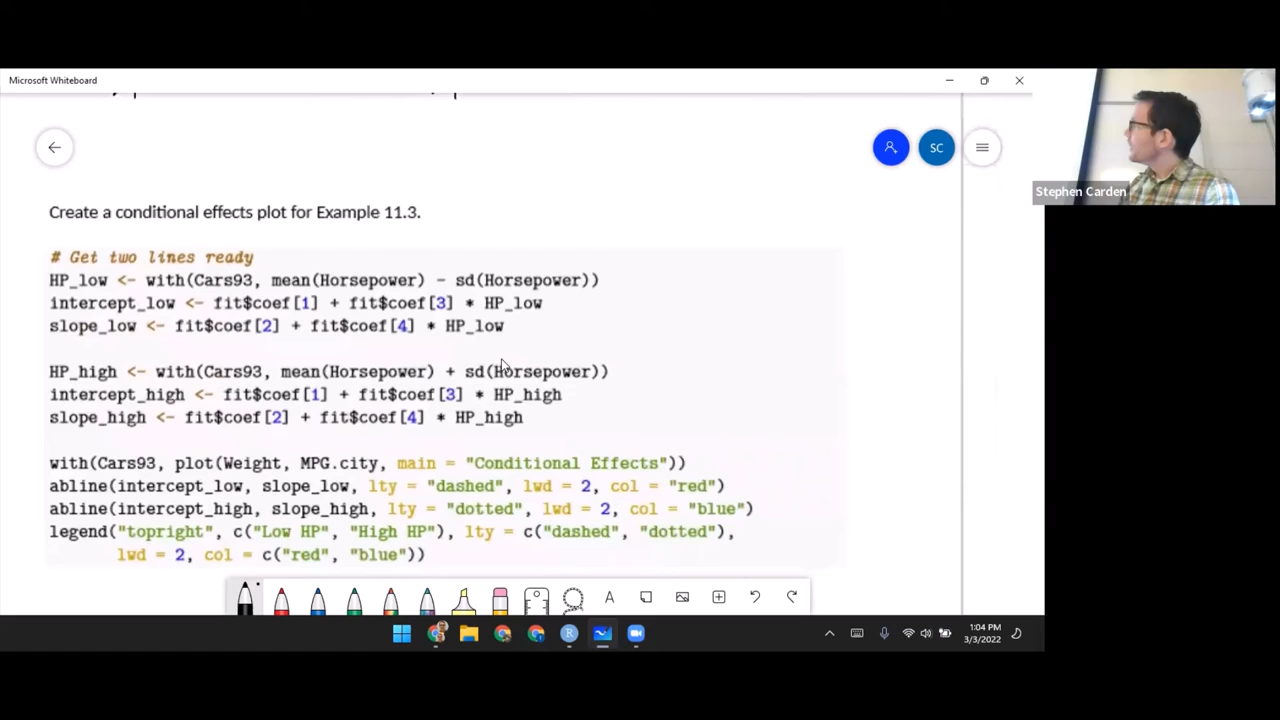 Microsoft Whiteboard
SC
Stephen Carden
Create a conditional effects plot for Example 11.3.
# Get two lines ready
HP_low <- with(Cars93, mean(Horsepower) - sd(Horsepower))
intercept_low <- fit$coef[1] + fit$coef[3] * HP_low
slope_low <- fit$coef[2] + fit$coef[4] * HP_low
HP_high <- with(Cars93, mean(Horsepower) + sd(Horsepower))
intercept_high <- fit$coef[1] + fit$coef[3] * HP_high
slope_high <- fit$coef[2] + fit$coef[4] * HP_high
with(Cars93, plot(Weight, MPG.city, main = "Conditional Effects"))
abline(intercept_low, slope_low, lty = "dashed", lwd = 2, col = "red")
abline(intercept_high, slope_high, lty = "dotted", lwd = 2, col = "blue")
legend("topright", c("Low HP", "High HP"), lty = c("dashed", "dotted"),
lwd = 2, col = c("red", "blue"))
A
R
1:04 PM
3/3/2022